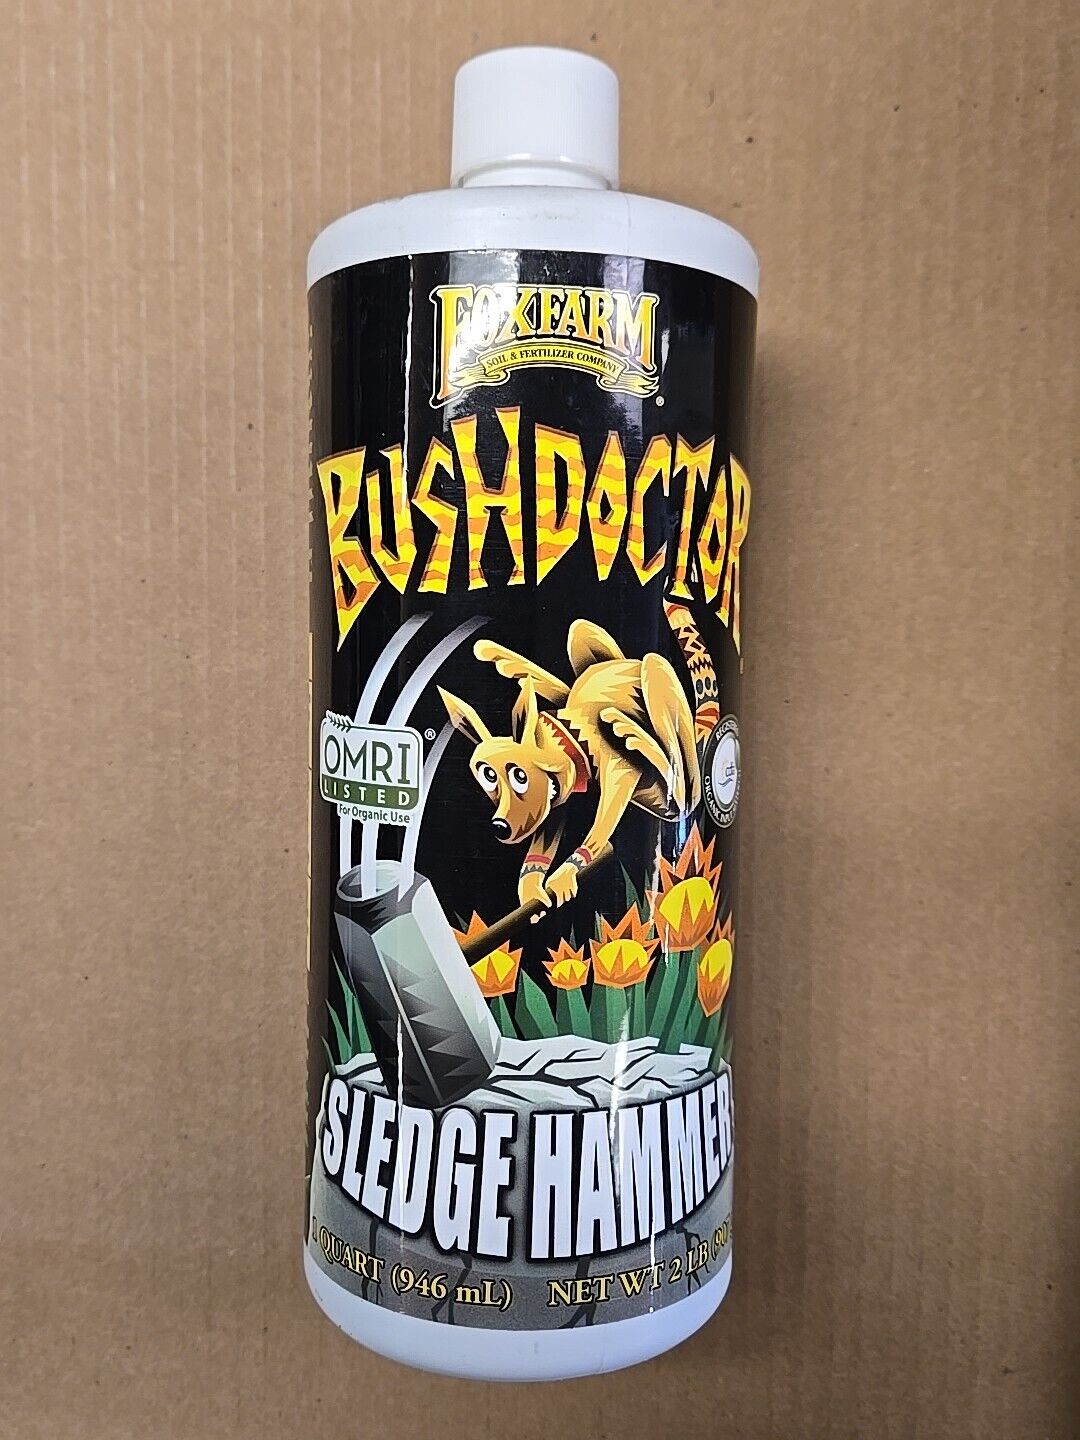 FOXFARM
SOIL & FERTILIZER COMPANY
®
BUSHDOCTOR
OMRI ®
LISTED
For Organic Use
SLEDGE HAMMER
1 QUART (946 mL) NET WT 2 LB (907